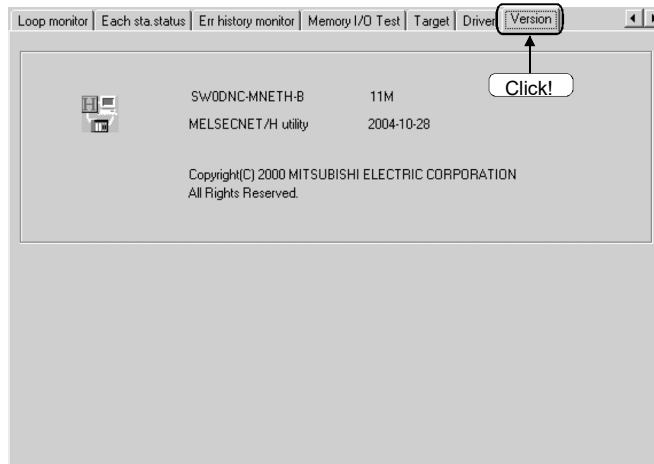 Loop monitor Each sta.status Err history monitor Memory I/O Test Target Driver Version
Click!
SW0DNC-MNETH-B 11M
MELSECNET/H utility 2004-10-28
Copyright(C) 2000 MITSUBISHI ELECTRIC CORPORATION
All Rights Reserved.